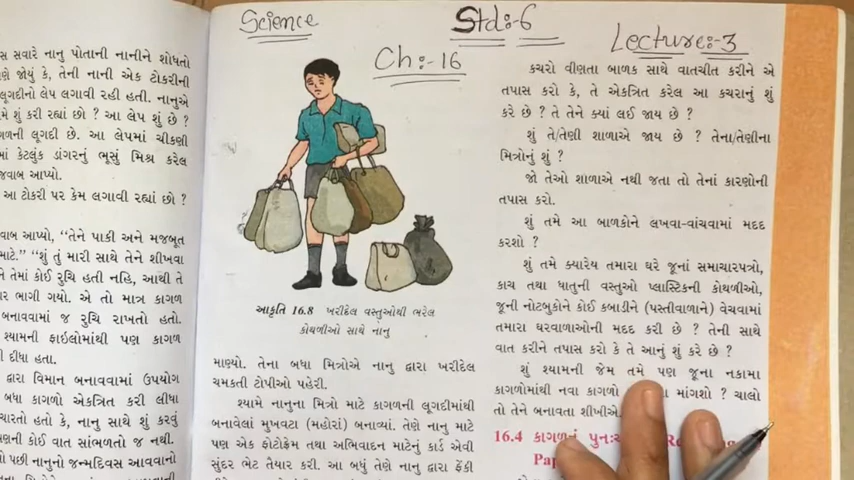 Science
Std:-6
Lecture:-3
Ch:-16
સ સવારે નાનુ પોતાની નાનીને શોધતો
ણે જોયું કે, તેની નાની એક ટોકરીની
લૂગદીનો લેપ લગાવી રહી હતી. નાનુએ
મે શું કરી રહ્યાં છો ? આ લેપ શું છે ?
ગળની લૂગદી છે. આ લેપમાં ચીકણી
માં કેટલુંક ડાંગરનું ભૂસું મિશ્ર કરેલ
જવાબ આપ્યો.
આ ટોકરી પર કેમ લગાવી રહ્યાં છો ?
વાબ આપ્યો, “તેને પાકી અને મજબૂત
માટે.” “શું તું મારી સાથે તેને શીખવા
ને તેમાં કોઈ રુચિ હતી નહિ, આથી તે
ાર ભાગી ગયો. એ તો માત્ર કાગળ
બનાવવામાં જ રુચિ રાખતો હતો.
શ્યામની ફાઇલોમાંથી પણ કાગળ
દીધા હતા.
દ્વારા વિમાન બનાવવામાં ઉપયોગ
બધા કાગળો એકત્રિત કરી લીધા
ચારતો હતો કે, નાનુ સાથે શું કરવું
ણની કોઈ વાત સાંભળતો જ નથી.
પછી નાનુનો જન્મદિવસ આવવાનો
આકૃતિ 16.8 ખરીદેલ વસ્તુઓથી ભરેલ
કોથળીઓ સાથે નાનુ
માણ્યો. તેના બધા મિત્રોએ નાનુ દ્વારા ખરીદેલ
ચમકતી ટોપીઓ પહેરી.
શ્યામે નાનુના મિત્રો માટે કાગળની લૂગદીમાંથી
બનાવેલાં મુખવટા (મહોરાં) બનાવ્યાં. તેણે નાનુ માટે
પણ એક ફોટોફ્રેમ તથા અભિવાદન માટેનું કાર્ડ એવી
સુંદર ભેટ તૈયાર કરી. આ બધું તેણે નાનુ દ્વારા ફેંકી
કચરો વીણતા બાળક સાથે વાતચીત કરીને એ
તપાસ કરો કે, તે એકત્રિત કરેલ આ કચરાનું શું
કરે છે ? તે તેને ક્યાં લઈ જાય છે ?
શું તે/તેણી શાળાએ જાય છે ? તેના/તેણીના
મિત્રોનું શું ?
જો તેઓ શાળાએ નથી જતા તો તેનાં કારણોની
તપાસ કરો.
શું તમે આ બાળકોને લખવા-વાંચવામાં મદદ
કરશો ?
શું તમે ક્યારેય તમારા ઘરે જૂનાં સમાચારપત્રો,
કાચ તથા ધાતુની વસ્તુઓ પ્લાસ્ટિકની કોથળીઓ,
જૂની નોટબુકોને કોઈ કબાડીને (પસ્તીવાળાને) વેચવામાં
તમારા ઘરવાળાઓની મદદ કરી છે ? તેની સાથે
વાત કરીને તપાસ કરો કે તે આનું શું કરે છે ?
શું શ્યામની જેમ તમે પણ જૂના નકામા
કાગળોમાંથી નવા કાગળો માંગશો ? ચાલો
તો તેને બનાવતા શીખીએ.
16.4 કાગળનું પુનઃ